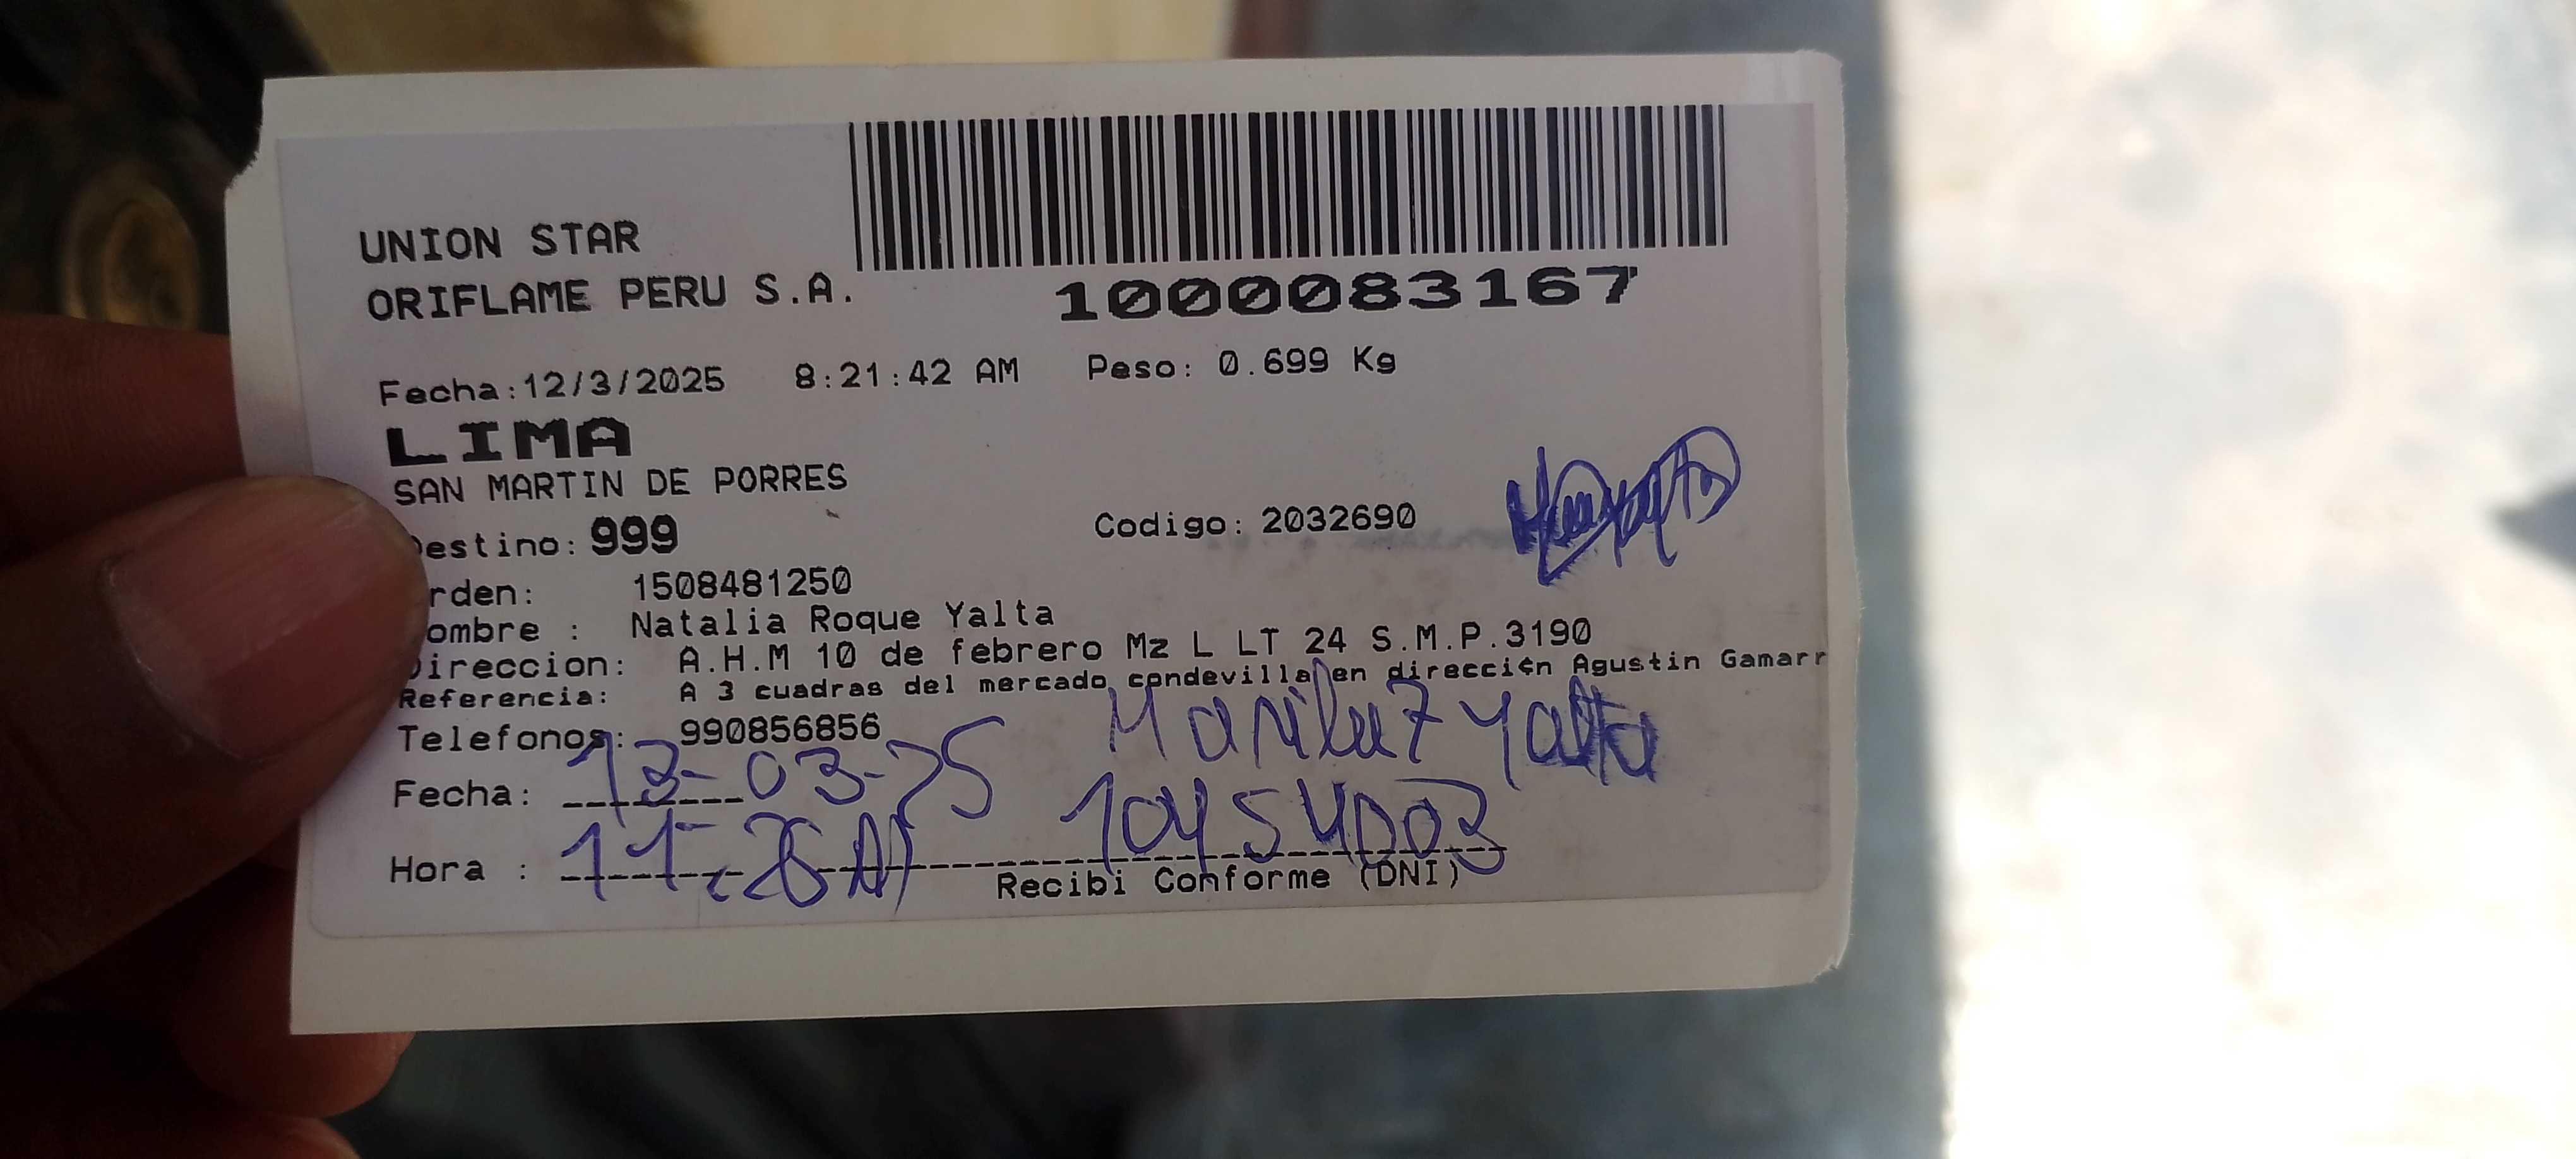 UNION STAR
ORIFLAME PERU S.A.
1000083167
Fecha:12/3/2025 8:21:42 AM Peso: 0.699 Kg
LIMA
SAN MARTIN DE PORRES
estino: 999 Codigo: 2032690
rden: 1508481250
ombre : Natalia Roque Yalta
ireccion: A.H.M 10 de febrero Mz L LT 24 S.M.P.3190
Referencia: A 3 cuadras del mercado condevilla en direcci¢n Agustin Gamarr
Telefonos: 990856856
Mariluz Yalta
Fecha: 13-03-25
10454003
Hora : 11:26 A
Recibi Conforme (DNI)